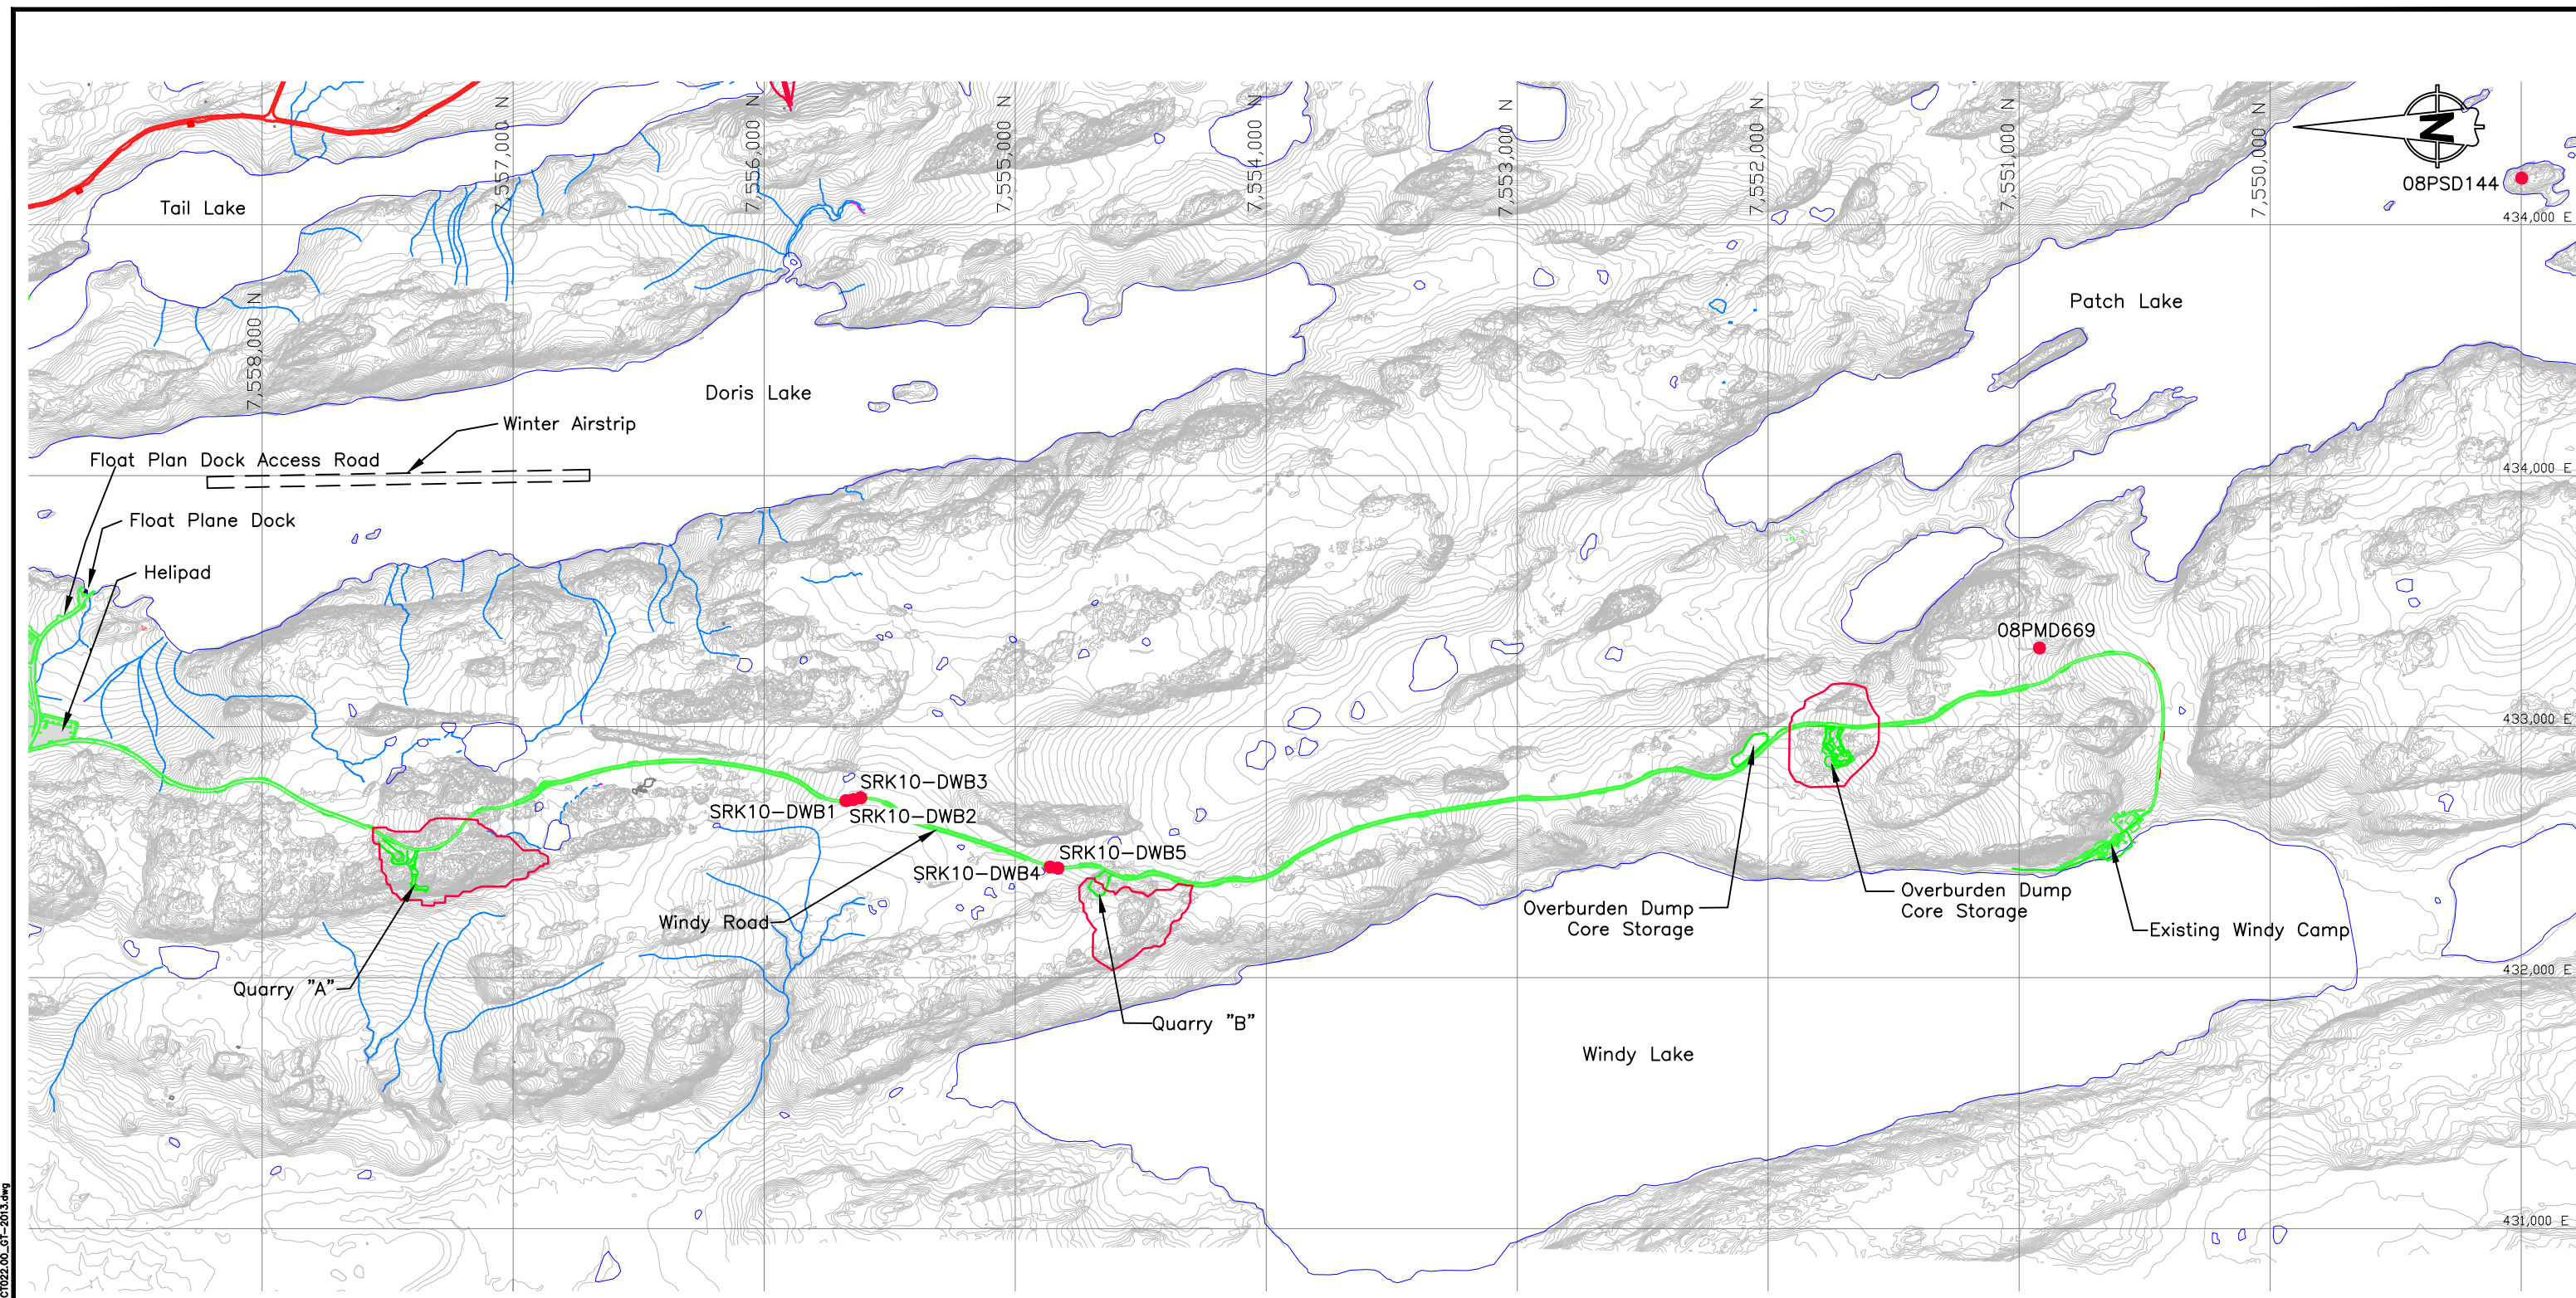 7,558,000 N
7,557,000 N
7,556,000 N
7,555,000 N
7,554,000 N
7,553,000 N
7,552,000 N
7,551,000 N
7,550,000 N
N
08PSD144
434,000 E
Tail Lake
Patch Lake
Doris Lake
Winter Airstrip
Float Plan Dock Access Road
434,000 E
Float Plane Dock
Helipad
08PMD669
433,000 E
SRK10-DWB3
SRK10-DWB1
SRK10-DWB2
SRK10-DWB5
SRK10-DWB4
Windy Road
Overburden Dump
Core Storage
Overburden Dump
Core Storage
Existing Windy Camp
432,000 E
Quarry "A"
Quarry "B"
Windy Lake
431,000 E
CT022.00_GT-2013.dwg